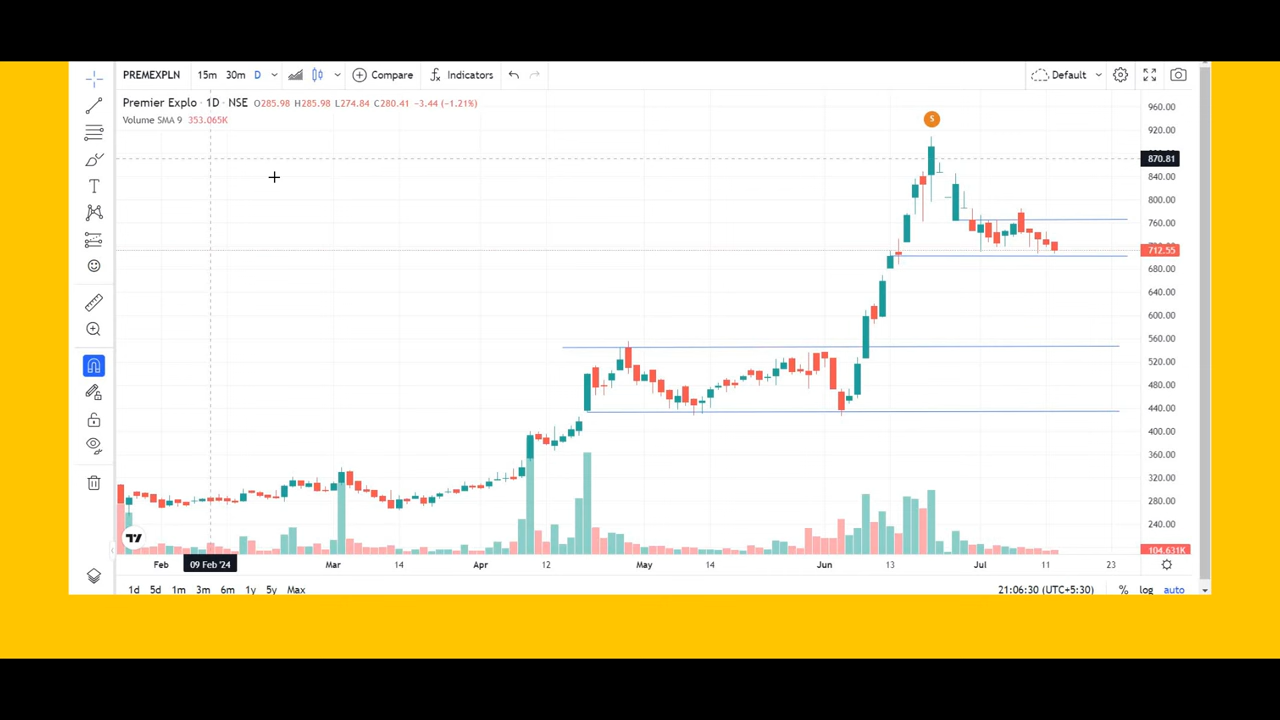 PREMEXPLN 15m 30m D Compare Indicators Default
Premier Explo · 1D · NSE O285.98 H285.98 L274.84 C280.41 −3.44 (−1.21%)
Volume SMA 9 353.065K
S
960.00
920.00
870.81
840.00
800.00
760.00
712.55
680.00
640.00
600.00
560.00
520.00
480.00
440.00
400.00
360.00
320.00
280.00
240.00
104.631K
Feb 09 Feb '24 Mar 14 Apr 12 May 14 Jun 13 Jul 11 23
1d 5d 1m 3m 6m 1y 5y Max 21:06:30 (UTC+5:30) % log auto